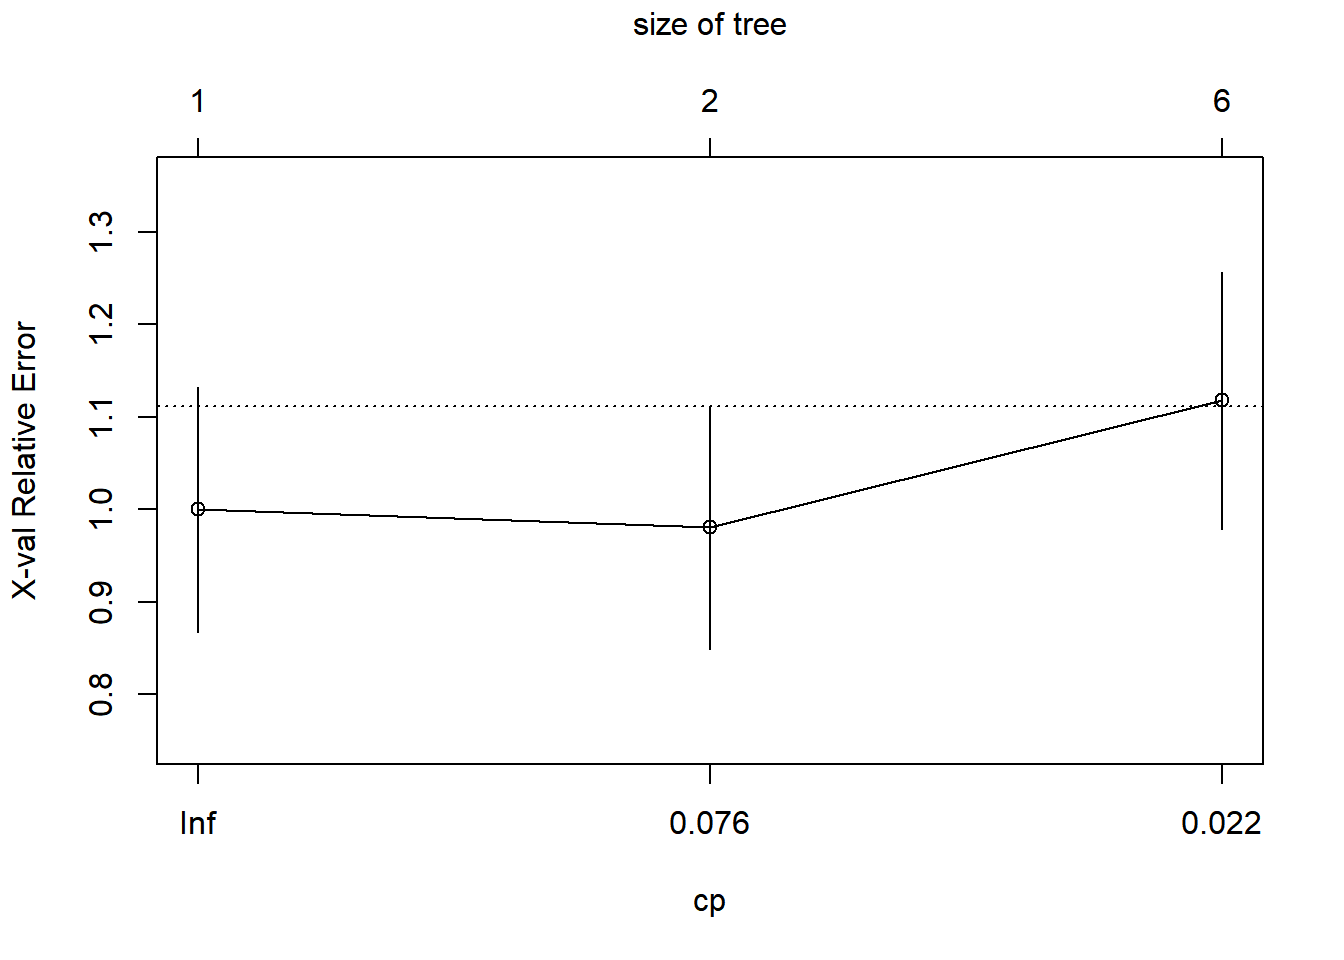 size of tree
1 2 6
X-val Relative Error
1.3
1.2
1.1
1.0
0.9
0.8
Inf 0.076 0.022
cp